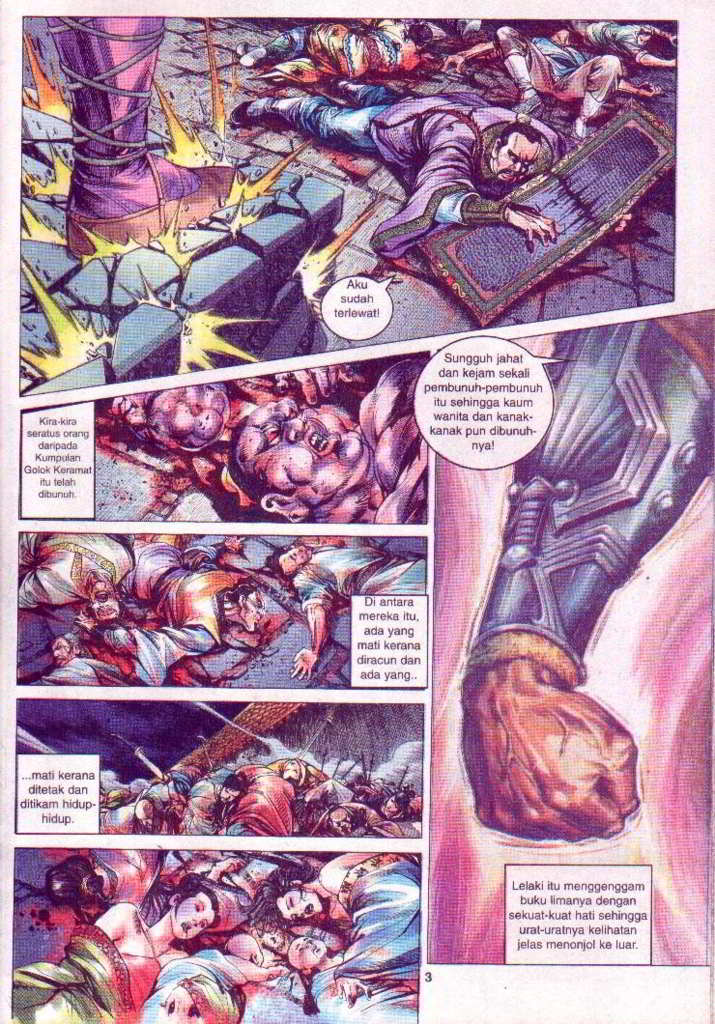 Aku
sudah
terlewat!
Sungguh jahat
dan kejam sekali
pembunuh-pembunuh
itu sehingga kaum
wanita dan kanak-
kanak pun dibunuh-
nya!
Kira-kira
seratus orang
daripada
Kumpulan
Golok Keramat
itu telah
dibunuh.
Di antara
mereka itu,
ada yang
mati kerana
diracun dan
ada yang..
...mati kerana
ditetak dan
ditikam hidup-
hidup.
Lelaki itu menggenggam
buku limanya dengan
sekuat-kuat hati sehingga
urat-uratnya kelihatan
jelas menonjol ke luar.
3